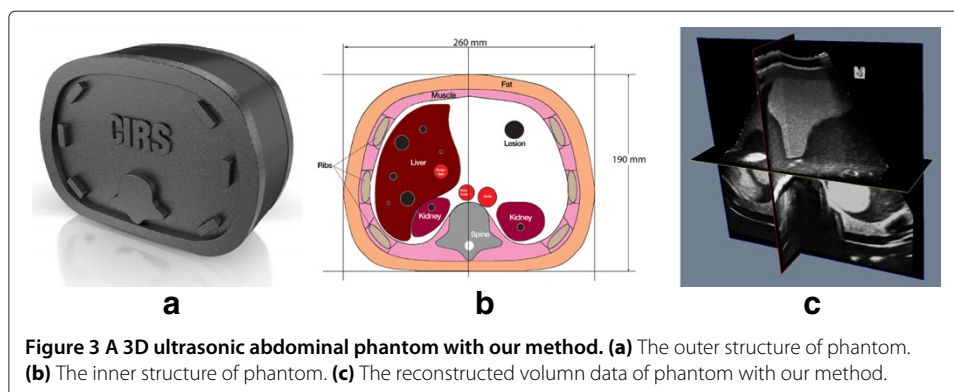 CIRS
260 mm
Fat
Muscle
Lesion
Ribs
Liver
190 mm
Kidney
Kidney
Spine
a
b
c
Figure 3 A 3D ultrasonic abdominal phantom with our method. (a) The outer structure of phantom.
(b) The inner structure of phantom. (c) The reconstructed volumn data of phantom with our method.